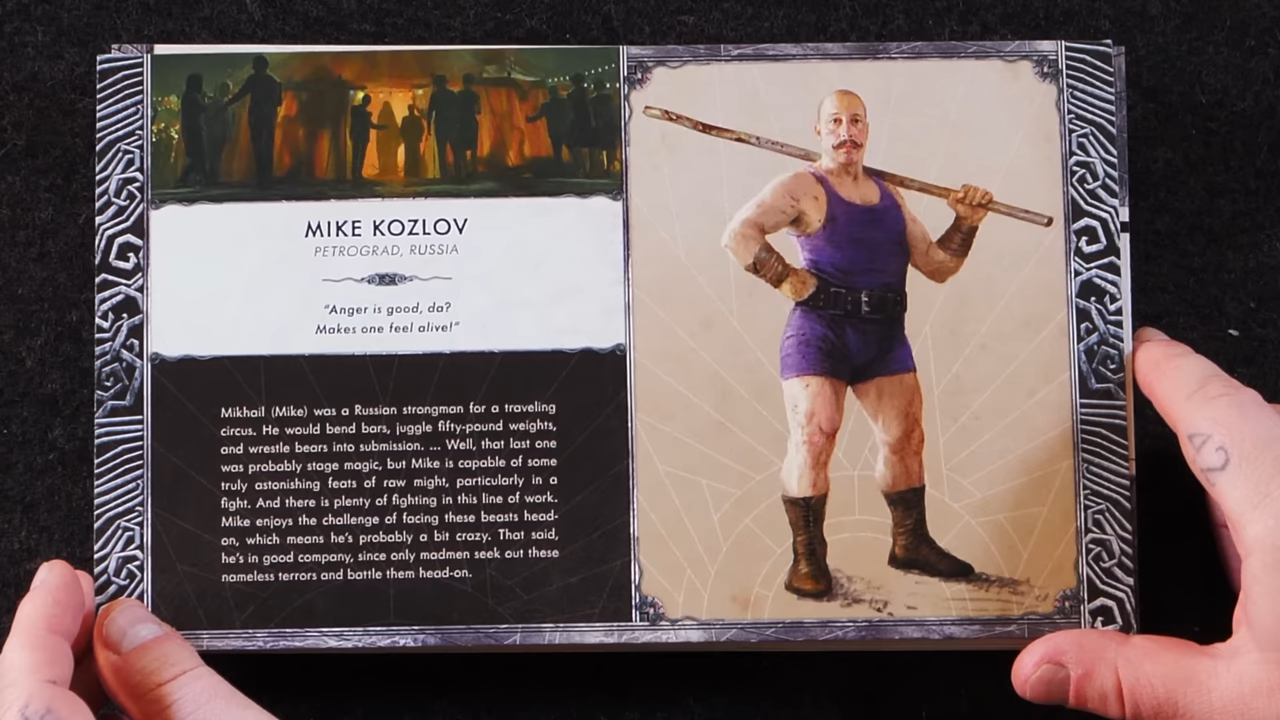 MIKE KOZLOV
PETROGRAD, RUSSIA
"Anger is good, da?
Makes one feel alive!"
Mikhail (Mike) was a Russian strongman for a traveling
circus. He would bend bars, juggle fifty-pound weights,
and wrestle bears into submission. ... Well, that last one
was probably stage magic, but Mike is capable of some
truly astonishing feats of raw might, particularly in a
fight. And there is plenty of fighting in this line of work.
Mike enjoys the challenge of facing these beasts head-
on, which means he's probably a bit crazy. That said,
he's in good company, since only madmen seek out these
nameless terrors and battle them head-on.
42